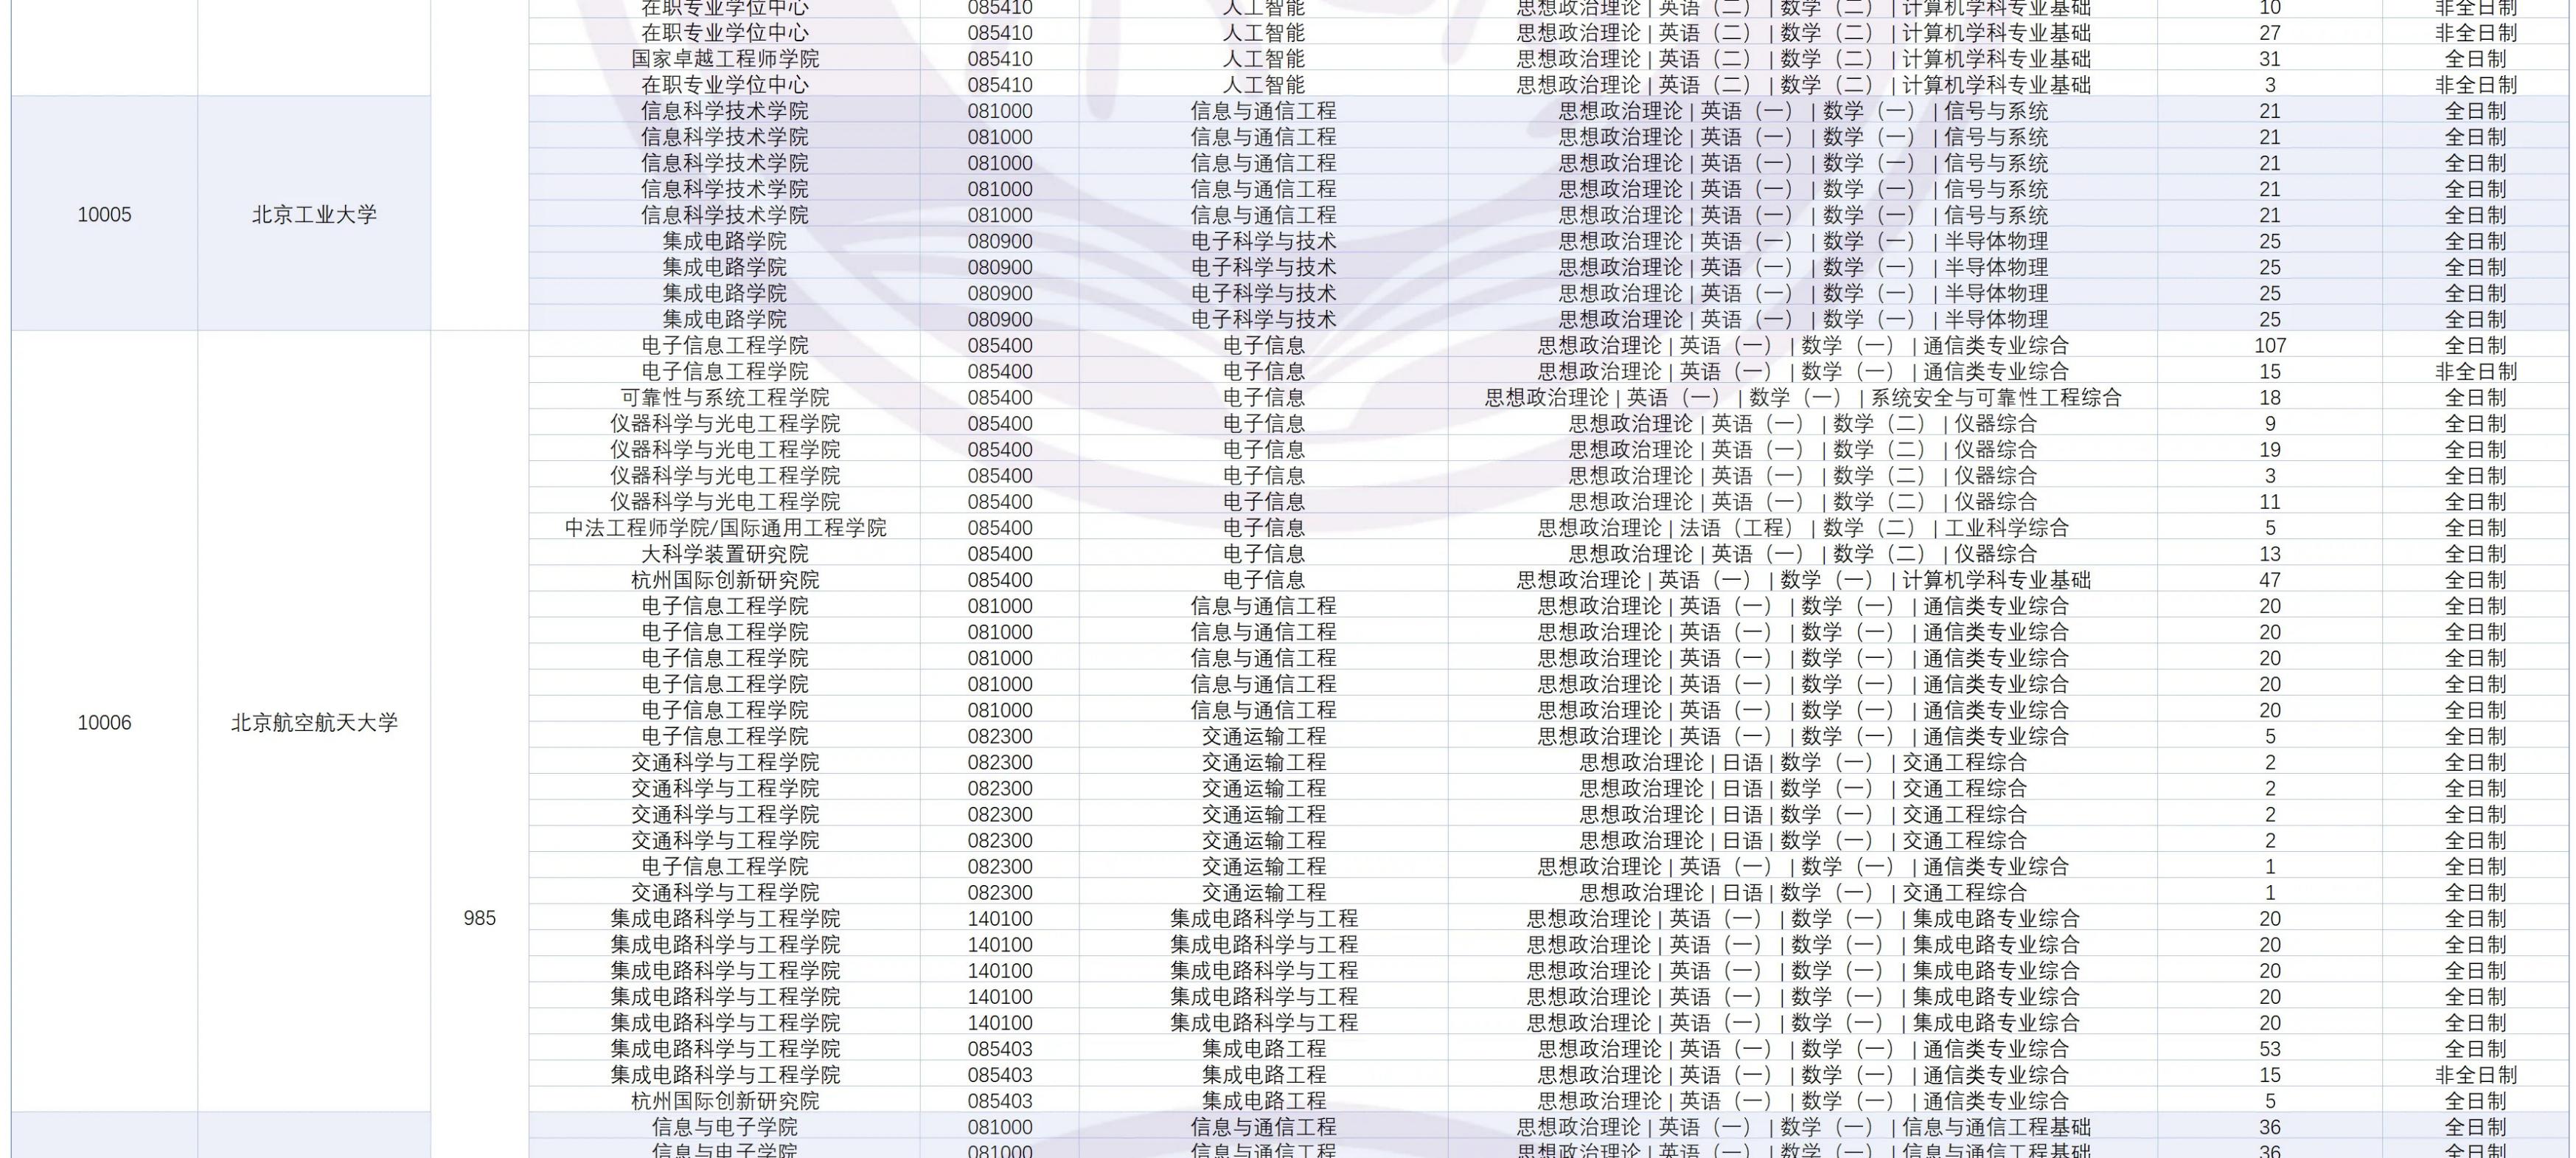 在职专业学位中心 085410 人工智能 思想政治理论 | 英语（二） | 数学（二） | 计算机学科专业基础 10 非全日制
在职专业学位中心 085410 人工智能 思想政治理论 | 英语（二） | 数学（二） | 计算机学科专业基础 27 非全日制
国家卓越工程师学院 085410 人工智能 思想政治理论 | 英语（二） | 数学（二） | 计算机学科专业基础 31 全日制
在职专业学位中心 085410 人工智能 思想政治理论 | 英语（二） | 数学（二） | 计算机学科专业基础 3 非全日制
信息科学技术学院 081000 信息与通信工程 思想政治理论 | 英语（一） | 数学（一） | 信号与系统 21 全日制
信息科学技术学院 081000 信息与通信工程 思想政治理论 | 英语（一） | 数学（一） | 信号与系统 21 全日制
信息科学技术学院 081000 信息与通信工程 思想政治理论 | 英语（一） | 数学（一） | 信号与系统 21 全日制
信息科学技术学院 081000 信息与通信工程 思想政治理论 | 英语（一） | 数学（一） | 信号与系统 21 全日制
10005 北京工业大学 信息科学技术学院 081000 信息与通信工程 思想政治理论 | 英语（一） | 数学（一） | 信号与系统 21 全日制
集成电路学院 080900 电子科学与技术 思想政治理论 | 英语（一） | 数学（一） | 半导体物理 25 全日制
集成电路学院 080900 电子科学与技术 思想政治理论 | 英语（一） | 数学（一） | 半导体物理 25 全日制
集成电路学院 080900 电子科学与技术 思想政治理论 | 英语（一） | 数学（一） | 半导体物理 25 全日制
集成电路学院 080900 电子科学与技术 思想政治理论 | 英语（一） | 数学（一） | 半导体物理 25 全日制
电子信息工程学院 085400 电子信息 思想政治理论 | 英语（一） | 数学（一） | 通信类专业综合 107 全日制
电子信息工程学院 085400 电子信息 思想政治理论 | 英语（一） | 数学（一） | 通信类专业综合 15 非全日制
可靠性与系统工程学院 085400 电子信息 思想政治理论 | 英语（一） | 数学（一） | 系统安全与可靠性工程综合 18 全日制
仪器科学与光电工程学院 085400 电子信息 思想政治理论 | 英语（一） | 数学（二） | 仪器综合 9 全日制
仪器科学与光电工程学院 085400 电子信息 思想政治理论 | 英语（一） | 数学（二） | 仪器综合 19 全日制
仪器科学与光电工程学院 085400 电子信息 思想政治理论 | 英语（一） | 数学（二） | 仪器综合 3 全日制
仪器科学与光电工程学院 085400 电子信息 思想政治理论 | 英语（一） | 数学（二） | 仪器综合 11 全日制
中法工程师学院/国际通用工程学院 085400 电子信息 思想政治理论 | 法语（工程） | 数学（二） | 工业科学综合 5 全日制
大科学装置研究院 085400 电子信息 思想政治理论 | 英语（一） | 数学（二） | 仪器综合 13 全日制
杭州国际创新研究院 085400 电子信息 思想政治理论 | 英语（一） | 数学（一） | 计算机学科专业基础 47 全日制
电子信息工程学院 081000 信息与通信工程 思想政治理论 | 英语（一） | 数学（一） | 通信类专业综合 20 全日制
电子信息工程学院 081000 信息与通信工程 思想政治理论 | 英语（一） | 数学（一） | 通信类专业综合 20 全日制
电子信息工程学院 081000 信息与通信工程 思想政治理论 | 英语（一） | 数学（一） | 通信类专业综合 20 全日制
电子信息工程学院 081000 信息与通信工程 思想政治理论 | 英语（一） | 数学（一） | 通信类专业综合 20 全日制
10006 北京航空航天大学 电子信息工程学院 081000 信息与通信工程 思想政治理论 | 英语（一） | 数学（一） | 通信类专业综合 20 全日制
电子信息工程学院 082300 交通运输工程 思想政治理论 | 英语（一） | 数学（一） | 通信类专业综合 5 全日制
交通科学与工程学院 082300 交通运输工程 思想政治理论 | 日语 | 数学（一） | 交通工程综合 2 全日制
交通科学与工程学院 082300 交通运输工程 思想政治理论 | 日语 | 数学（一） | 交通工程综合 2 全日制
交通科学与工程学院 082300 交通运输工程 思想政治理论 | 日语 | 数学（一） | 交通工程综合 2 全日制
交通科学与工程学院 082300 交通运输工程 思想政治理论 | 日语 | 数学（一） | 交通工程综合 2 全日制
电子信息工程学院 082300 交通运输工程 思想政治理论 | 英语（一） | 数学（一） | 通信类专业综合 1 全日制
交通科学与工程学院 082300 交通运输工程 思想政治理论 | 日语 | 数学（一） | 交通工程综合 1 全日制
985 集成电路科学与工程学院 140100 集成电路科学与工程 思想政治理论 | 英语（一） | 数学（一） | 集成电路专业综合 20 全日制
集成电路科学与工程学院 140100 集成电路科学与工程 思想政治理论 | 英语（一） | 数学（一） | 集成电路专业综合 20 全日制
集成电路科学与工程学院 140100 集成电路科学与工程 思想政治理论 | 英语（一） | 数学（一） | 集成电路专业综合 20 全日制
集成电路科学与工程学院 140100 集成电路科学与工程 思想政治理论 | 英语（一） | 数学（一） | 集成电路专业综合 20 全日制
集成电路科学与工程学院 140100 集成电路科学与工程 思想政治理论 | 英语（一） | 数学（一） | 集成电路专业综合 20 全日制
集成电路科学与工程学院 085403 集成电路工程 思想政治理论 | 英语（一） | 数学（一） | 通信类专业综合 53 全日制
集成电路科学与工程学院 085403 集成电路工程 思想政治理论 | 英语（一） | 数学（一） | 通信类专业综合 15 非全日制
杭州国际创新研究院 085403 集成电路工程 思想政治理论 | 英语（一） | 数学（一） | 通信类专业综合 5 全日制
信息与电子学院 081000 信息与通信工程 思想政治理论 | 英语（一） | 数学（一） | 信息与通信工程基础 36 全日制
信息与电子学院 081000 信息与通信工程 思想政治理论 | 英语（一） | 数学（一） | 信息与通信工程基础 36 全日制